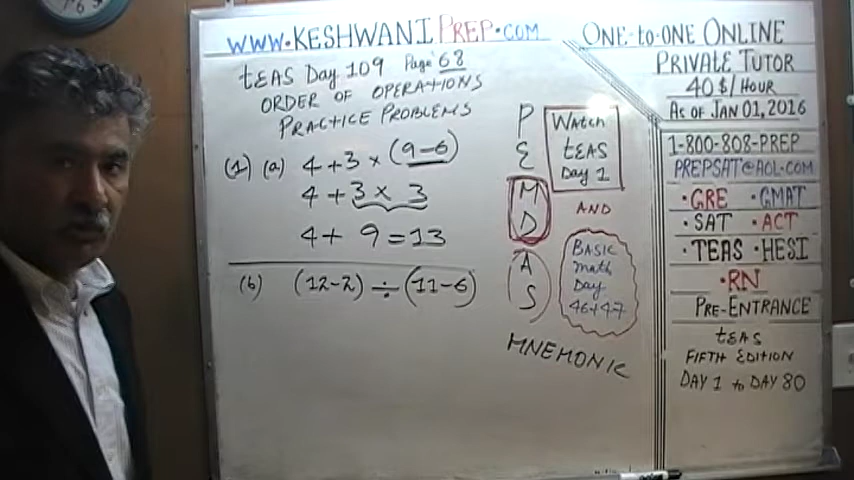 WWW.KESHWANIPREP.COM
tEAS Day 109 Page 68
ORDER OF OPERATIONS
PRACTICE PROBLEMS
(1) (a) 4+3 × (9-6)
4+3 × 3
4+ 9=13
(b) (12-2) ÷ (11-6)
P
E
M
D
A
S
MNEMONIC
Watch
tEAS
Day 1
AND
BASIC
math
Day
46+47
ONE-to-ONE ONLINE
PRIVATE TUTOR
40$/HOUR
AS OF JAN 01, 2016
1-800-808-PREP
PREPSAT@AOL.COM
•GRE •GMAT
•SAT •ACT
•TEAS •HESI
•RN
PRE-ENTRANCE
tEAS
FIFTH EDITION
DAY 1 to DAY 80